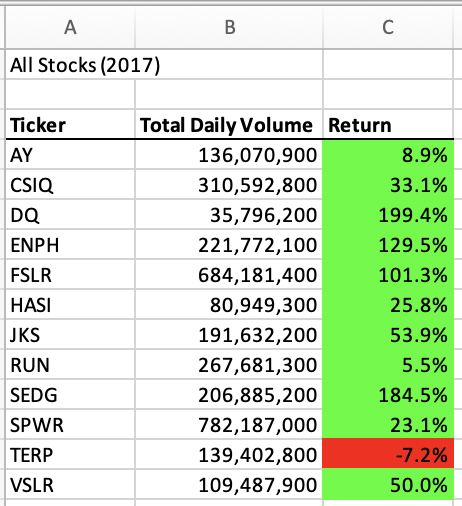 A B C
All Stocks (2017)
Ticker Total Daily Volume Return
AY 136,070,900 8.9%
CSIQ 310,592,800 33.1%
DQ 35,796,200 199.4%
ENPH 221,772,100 129.5%
FSLR 684,181,400 101.3%
HASI 80,949,300 25.8%
JKS 191,632,200 53.9%
RUN 267,681,300 5.5%
SEDG 206,885,200 184.5%
SPWR 782,187,000 23.1%
TERP 139,402,800 -7.2%
VSLR 109,487,900 50.0%